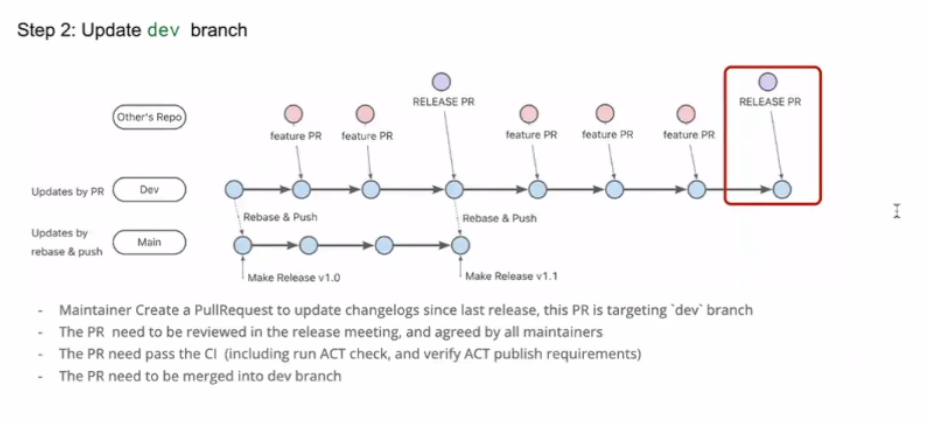 Step 2: Update dev branch
RELEASE PR
RELEASE PR
Other's Repo
feature PR
feature PR
feature PR
feature PR
feature PR
Updates by PR
Dev
Rebase & Push
Rebase & Push
Updates by
rebase & push
Main
Make Release v1.0
Make Release v1.1
- Maintainer Create a PullRequest to update changelogs since last release, this PR is targeting `dev` branch
- The PR need to be reviewed in the release meeting, and agreed by all maintainers
- The PR need pass the CI (including run ACT check, and verify ACT publish requirements)
- The PR need to be merged into dev branch